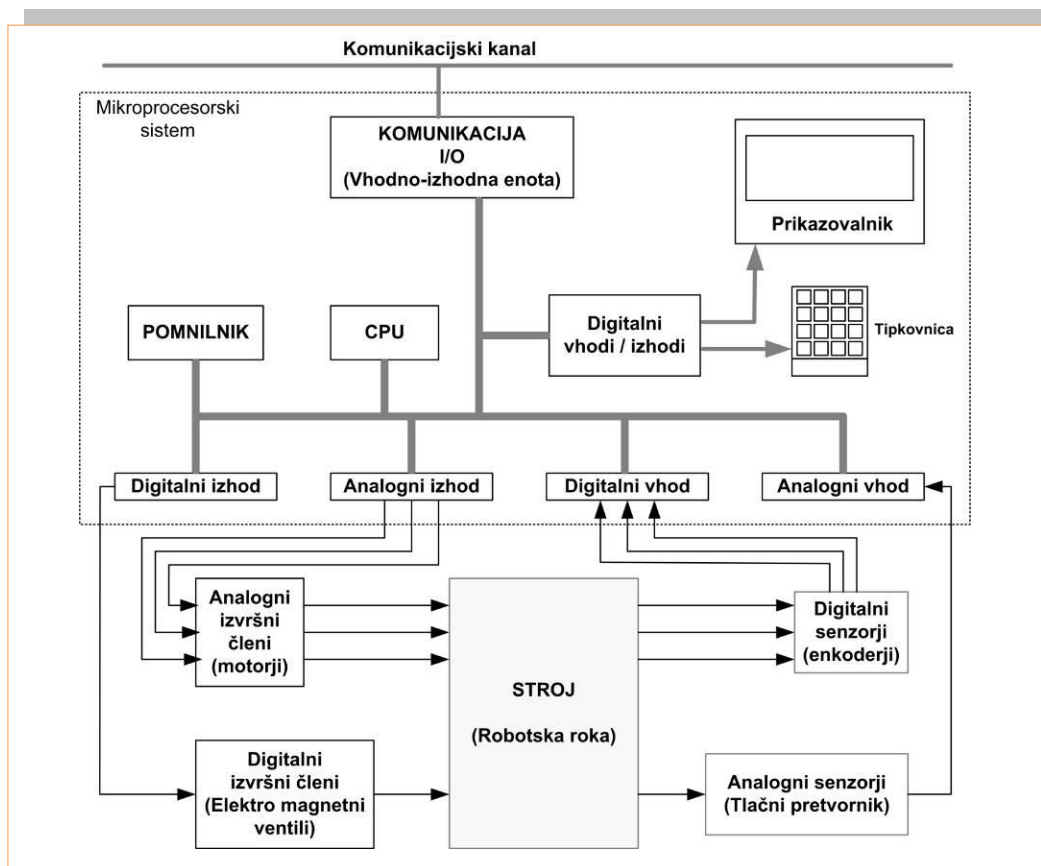 Komunikacijski kanal
Mikroprocesorski
sistem
KOMUNIKACIJA
I/O
(Vhodno-izhodna enota)
Prikazovalnik
POMNILNIK
CPU
Digitalni
vhodi / izhodi
Tipkovnica
Digitalni izhod
Analogni izhod
Digitalni vhod
Analogni vhod
Analogni
izvršni
členi
(motorji)
STROJ
(Robotska roka)
Digitalni
senzorji
(enkoderji)
Digitalni
izvršni členi
(Elektro magnetni
ventili)
Analogni senzorji
(Tlačni pretvornik)